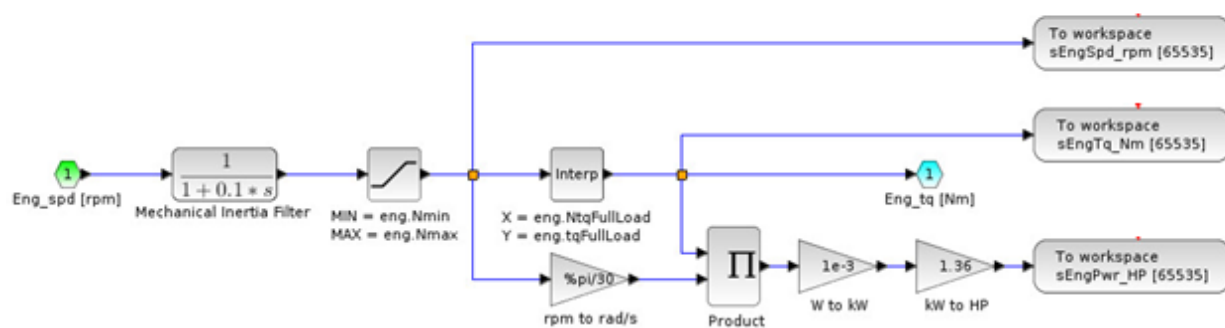 To workspace
sEngSpd_rpm [65535]
To workspace
sEngTq_Nm [65535]
1
Eng_spd [rpm]
1
1 + 0.1 * s
Mechanical Inertia Filter
MIN = eng.Nmin
MAX = eng.Nmax
Interp
X = eng.NtqFullLoad
Y = eng.tqFullLoad
1
Eng_tq [Nm]
%pi/30
rpm to rad/s
∏
Product
1e-3
W to kW
1.36
kW to HP
To workspace
sEngPwr_HP [65535]